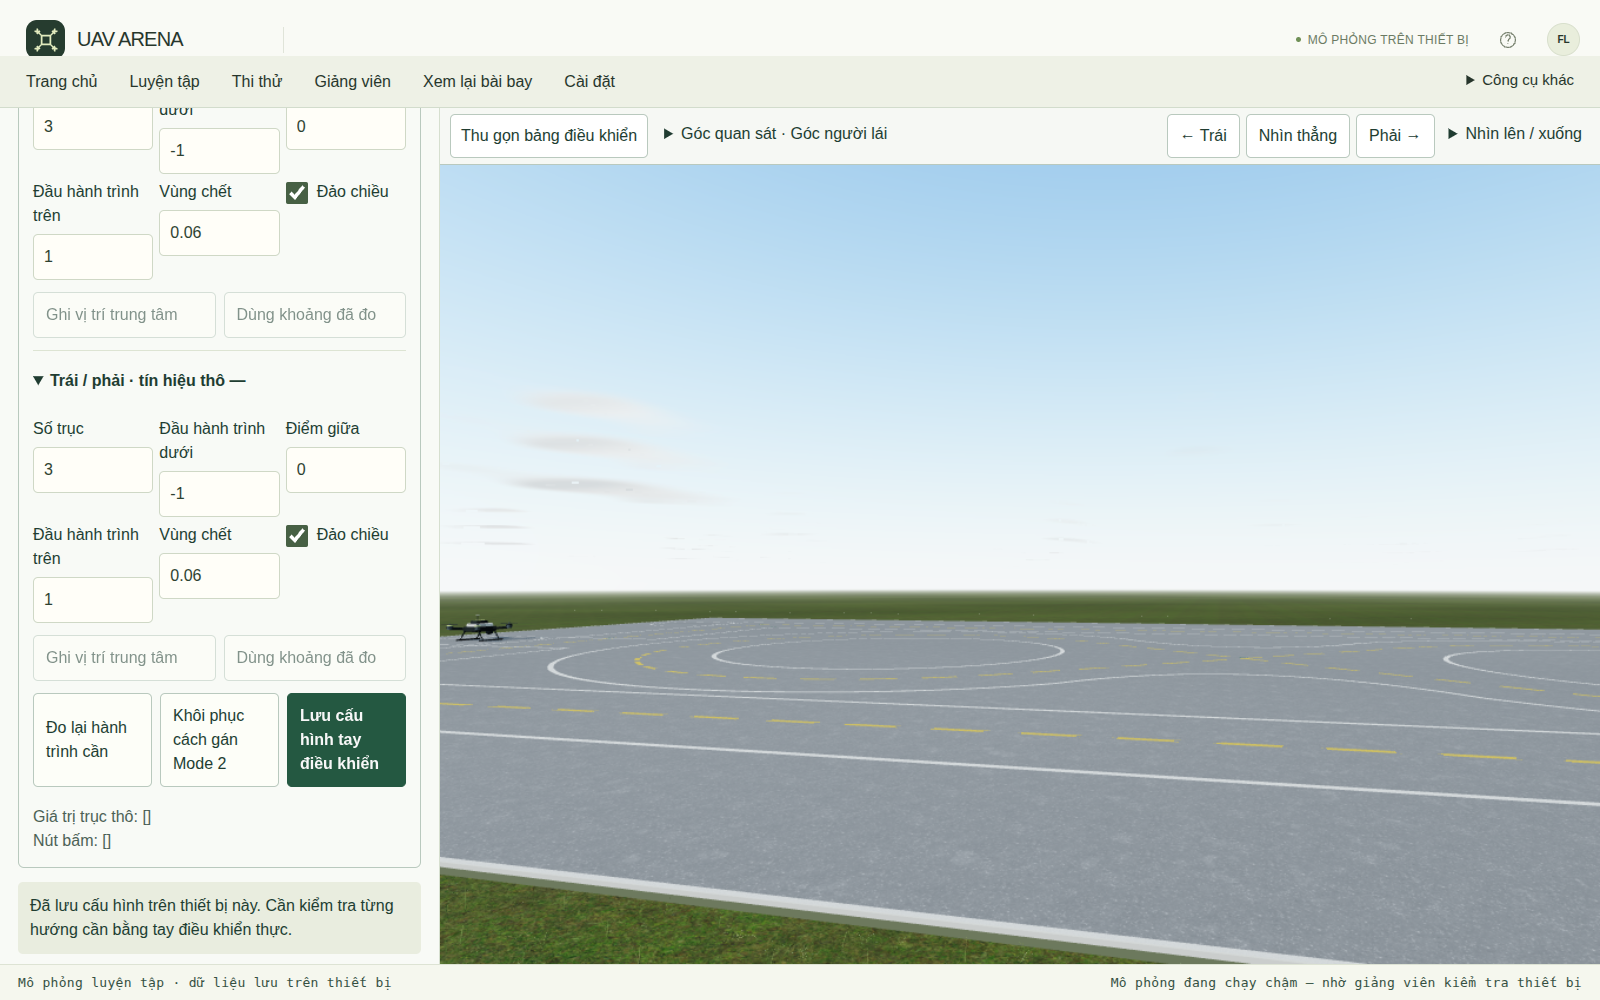 UAV ARENA
MÔ PHỎNG TRÊN THIẾT BỊ
FL
Trang chủ
Luyện tập
Thi thử
Giảng viên
Xem lại bài bay
Cài đặt
Công cụ khác
dưới
3
-1
0
Đầu hành trình
trên
1
Vùng chết
0.06
Đảo chiều
Ghi vị trí trung tâm
Dùng khoảng đã đo
Trái / phải · tín hiệu thô —
Số trục
3
Đầu hành trình
dưới
-1
Điểm giữa
0
Đầu hành trình
trên
1
Vùng chết
0.06
Đảo chiều
Ghi vị trí trung tâm
Dùng khoảng đã đo
Đo lại hành
trình cần
Khôi phục
cách gán
Mode 2
Lưu cấu
hình tay
điều khiển
Giá trị trục thô: []
Nút bấm: []
Đã lưu cấu hình trên thiết bị này. Cần kiểm tra từng
hướng cần bằng tay điều khiển thực.
Thu gọn bảng điều khiển
Góc quan sát · Góc người lái
← Trái
Nhìn thẳng
Phải →
Nhìn lên / xuống
Mô phỏng luyện tập · dữ liệu lưu trên thiết bị
Mô phỏng đang chạy chậm — nhờ giảng viên kiểm tra thiết bị